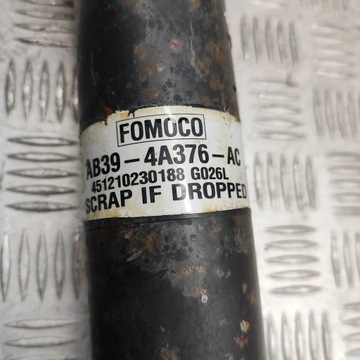 FOMOCO
AB39-4A376-AC
451210230188 G026L
SCRAP IF DROPPED